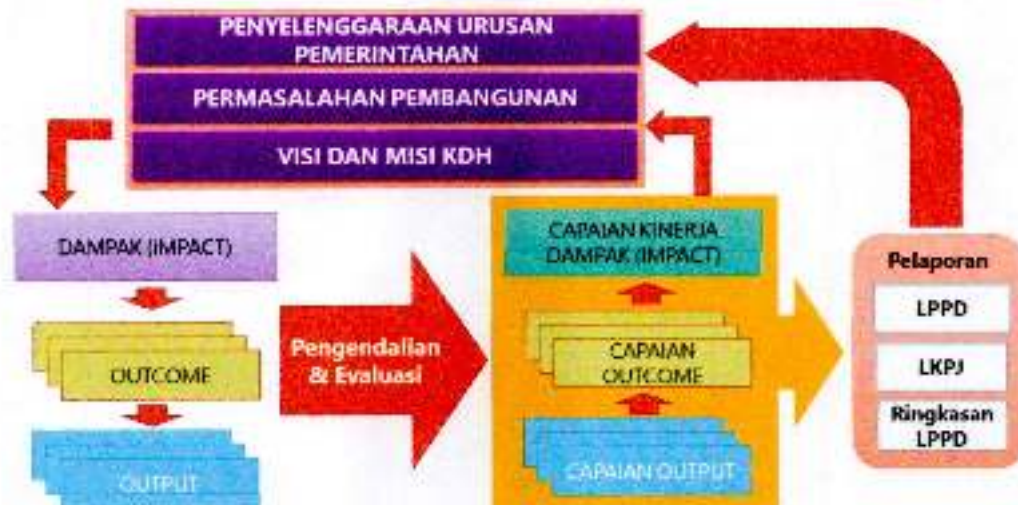 PENYELENGGARAAN URUSAN
PEMERINTAHAN
PERMASALAHAN PEMBANGUNAN
VISI DAN MISI KDH
DAMPAK (IMPACT)
OUTCOME
OUTPUT
Pengendalian
& Evaluasi
CAPAIAN KINERJA
DAMPAK (IMPACT)
CAPAIAN
OUTCOME
CAPAIAN OUTPUT
Pelaporan
LPPD
LKPJ
Ringkasan
LPPD